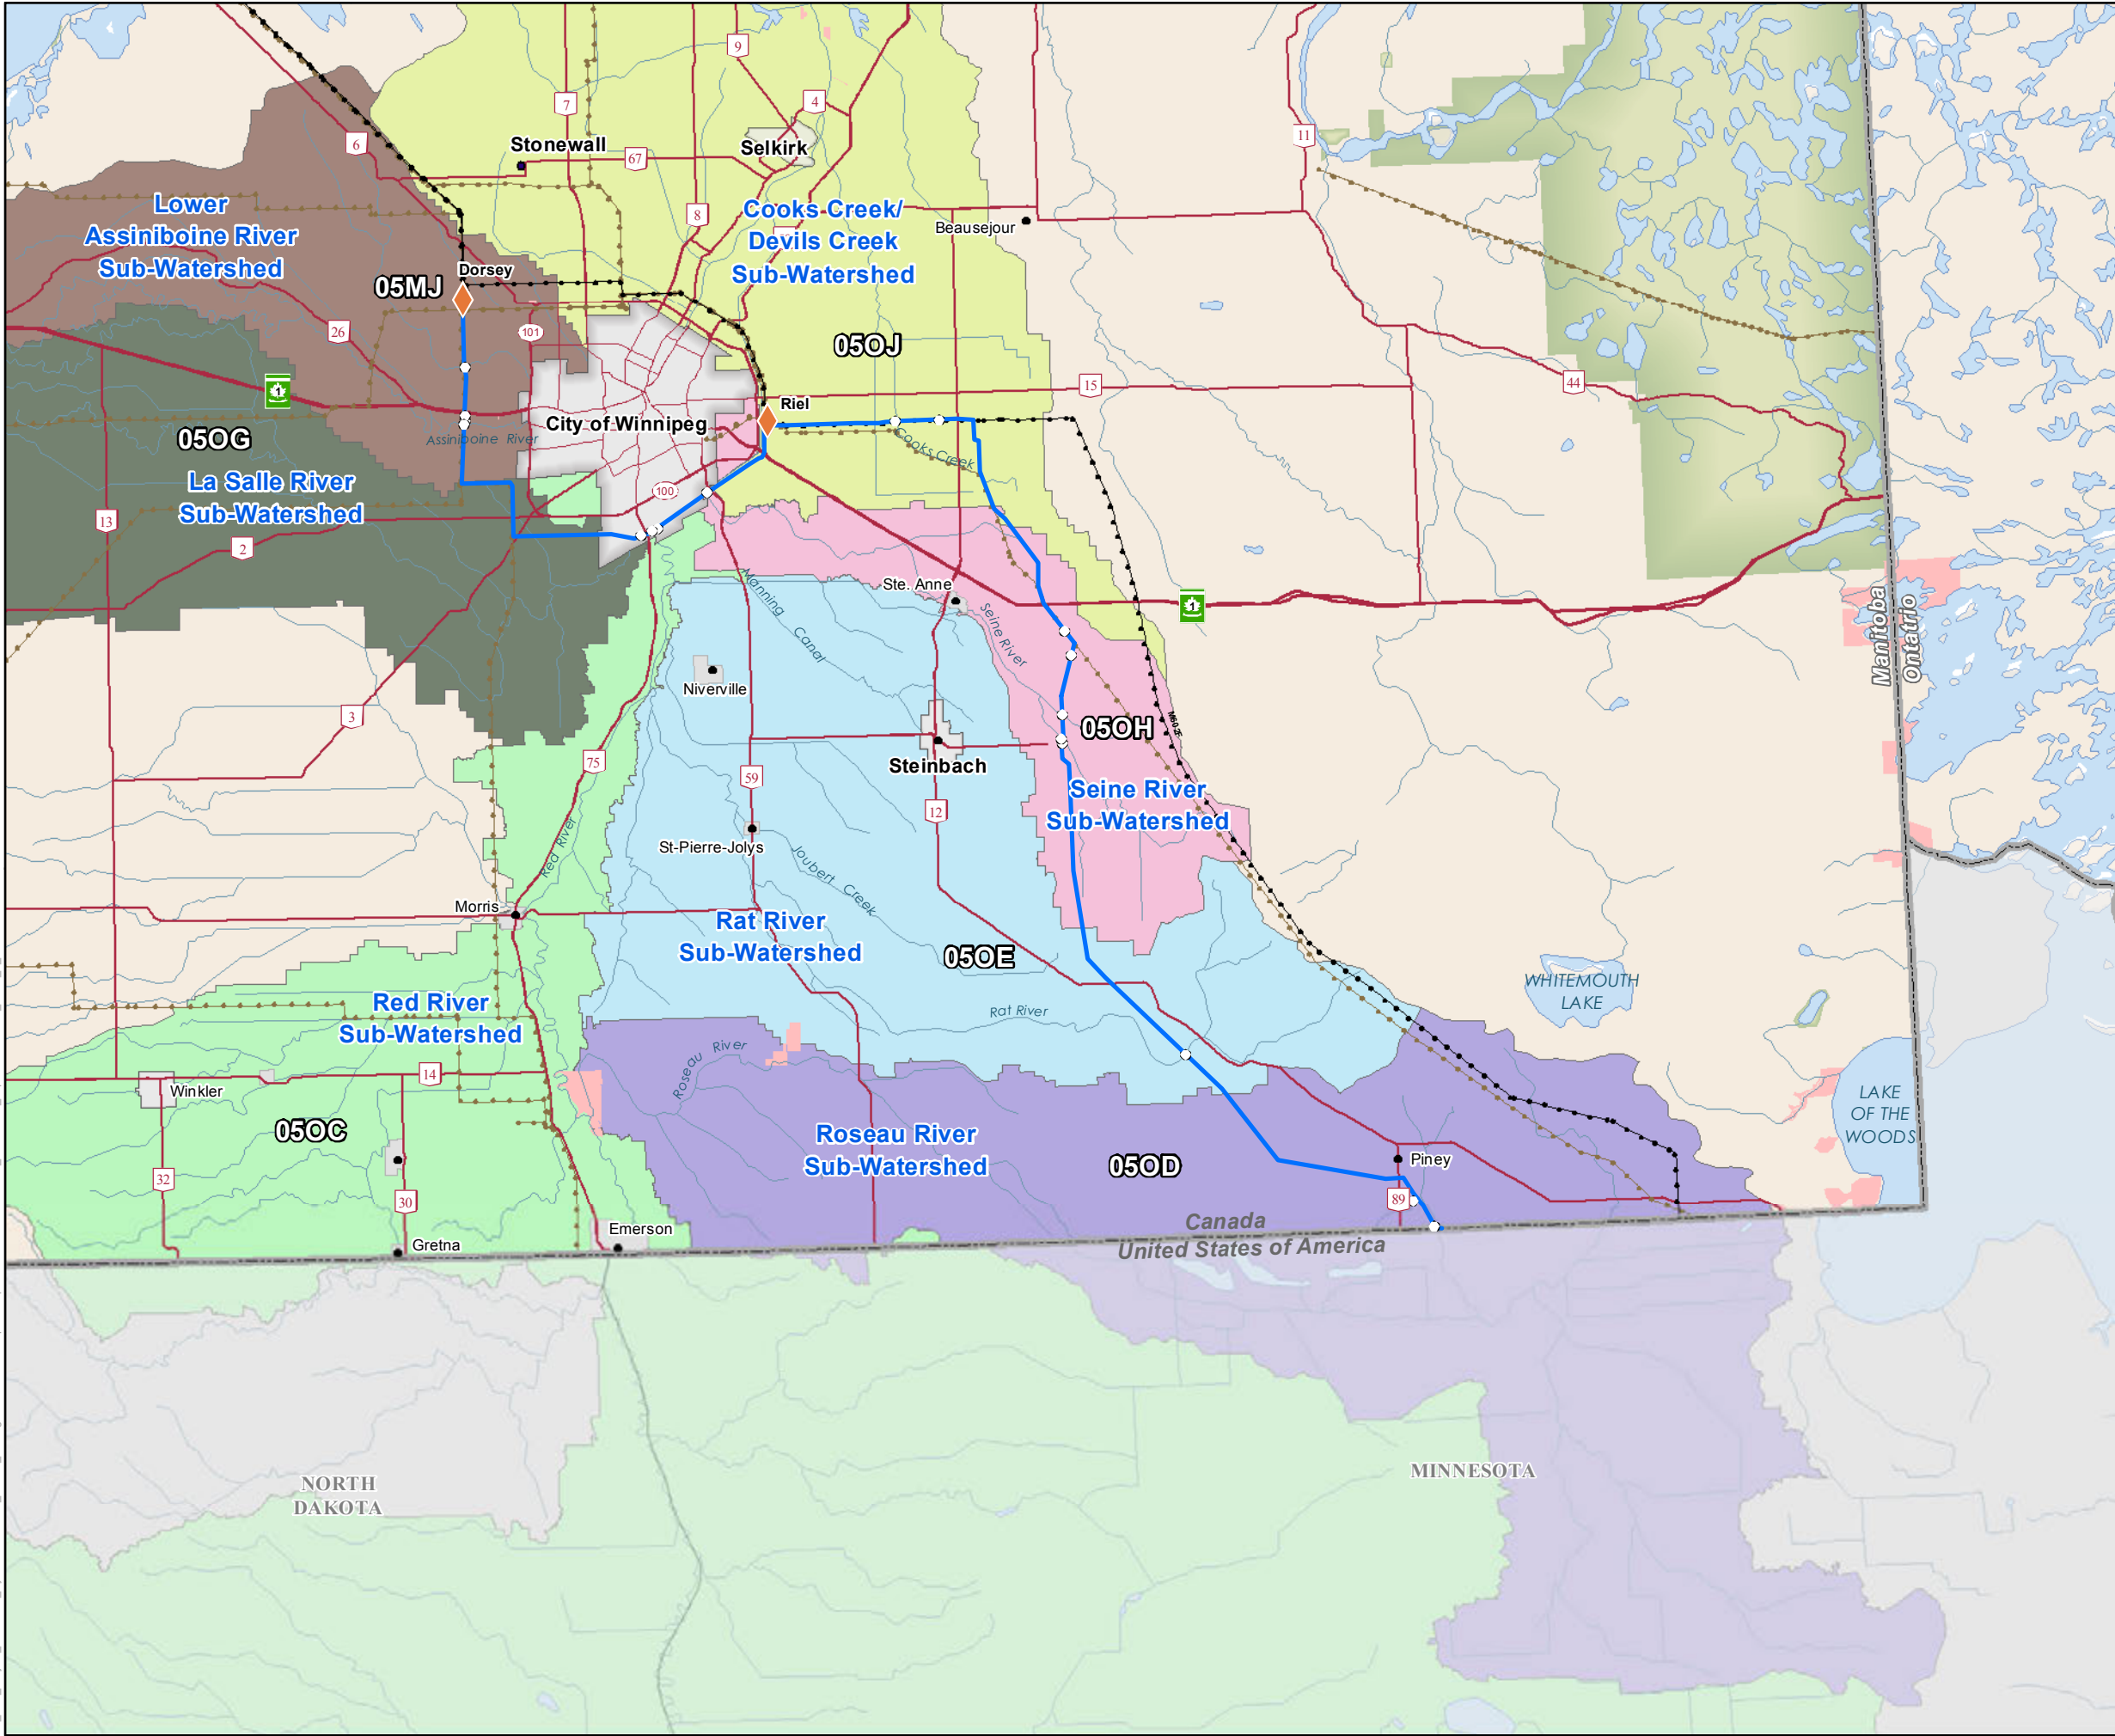 9
4
7
11
6
Stonewall
67
Selkirk
Lower
Assiniboine River
Sub-Watershed
8
Cooks Creek/
Devils Creek
Sub-Watershed
Beausejour
Dorsey
05MJ
26
101
05OJ
15
44
1
Riel
City of Winnipeg
05OG
Assiniboine River
Cooks Creek
La Salle River
Sub-Watershed
100
13
2
Ste. Anne
Manning Canal
Seine River
1
Manitoba
Ontatrio
Niverville
3
05OH
M602F
75
59
Steinbach
12
Seine River
Sub-Watershed
Red River
St-Pierre-Jolys
Joubert Creek
Morris
Rat River
Sub-Watershed
05OE
WHITEMOUTH
LAKE
Red River
Sub-Watershed
Rat River
Roseau River
14
Winkler
LAKE
OF THE
WOODS
05OC
Roseau River
Sub-Watershed
05OD
Piney
32
30
89
Gretna
Emerson
Canada
United States of America
NORTH
DAKOTA
MINNESOTA